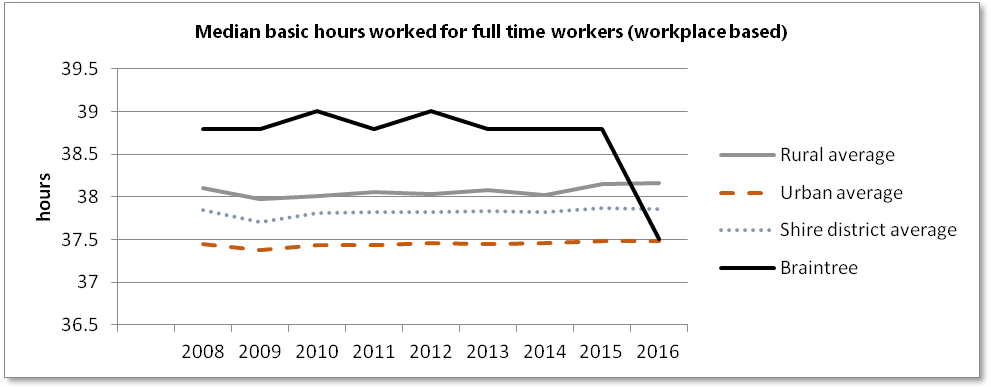 Median basic hours worked for full time workers (workplace based)
hours
39.5
39
38.5
38
37.5
37
36.5
2008 2009 2010 2011 2012 2013 2014 2015 2016
Rural average
Urban average
Shire district average
Braintree